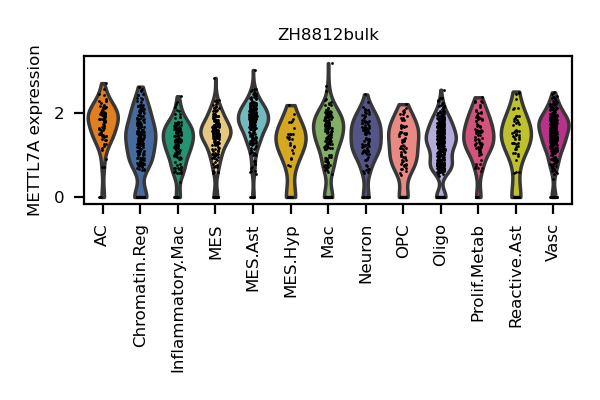 ZH8812bulk
METTL7A expression
2
0
AC
Chromatin.Reg
Inflammatory.Mac
MES
MES.Ast
MES.Hyp
Mac
Neuron
OPC
Oligo
Prolif.Metab
Reactive.Ast
Vasc